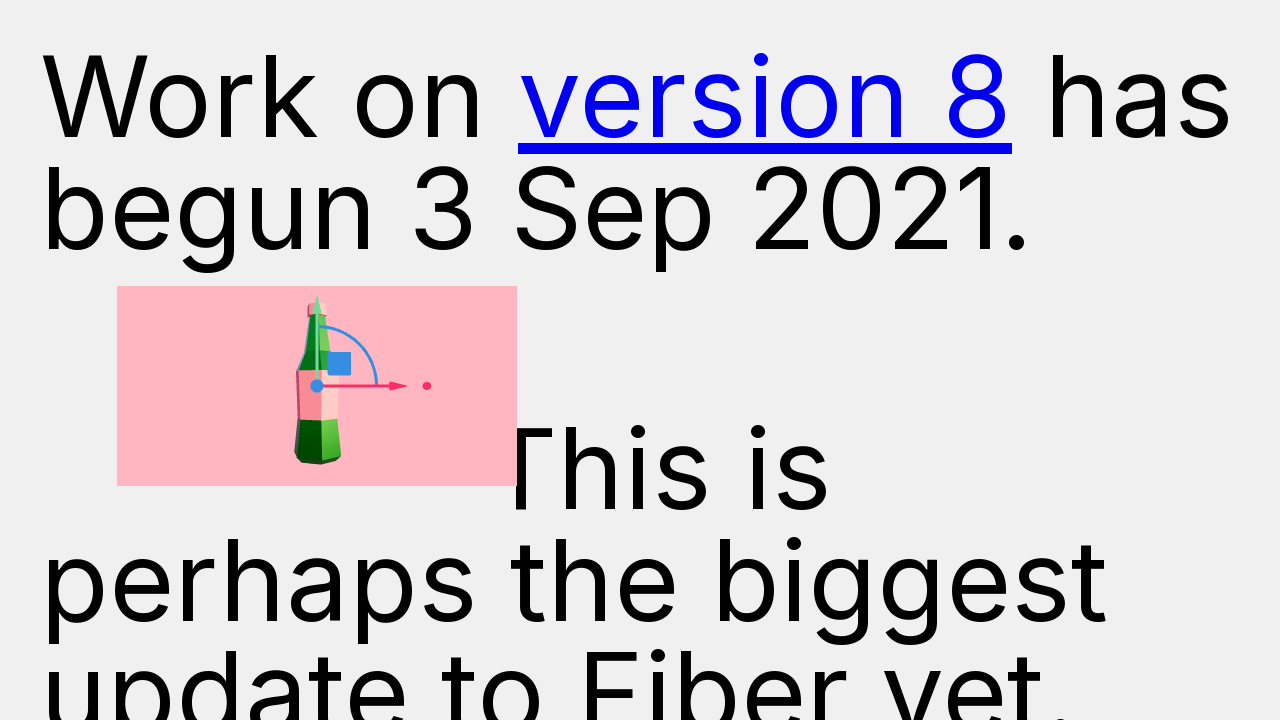 Work on version 8 has
begun 3 Sep 2021.
This is
perhaps the biggest
update to Fiber yet.